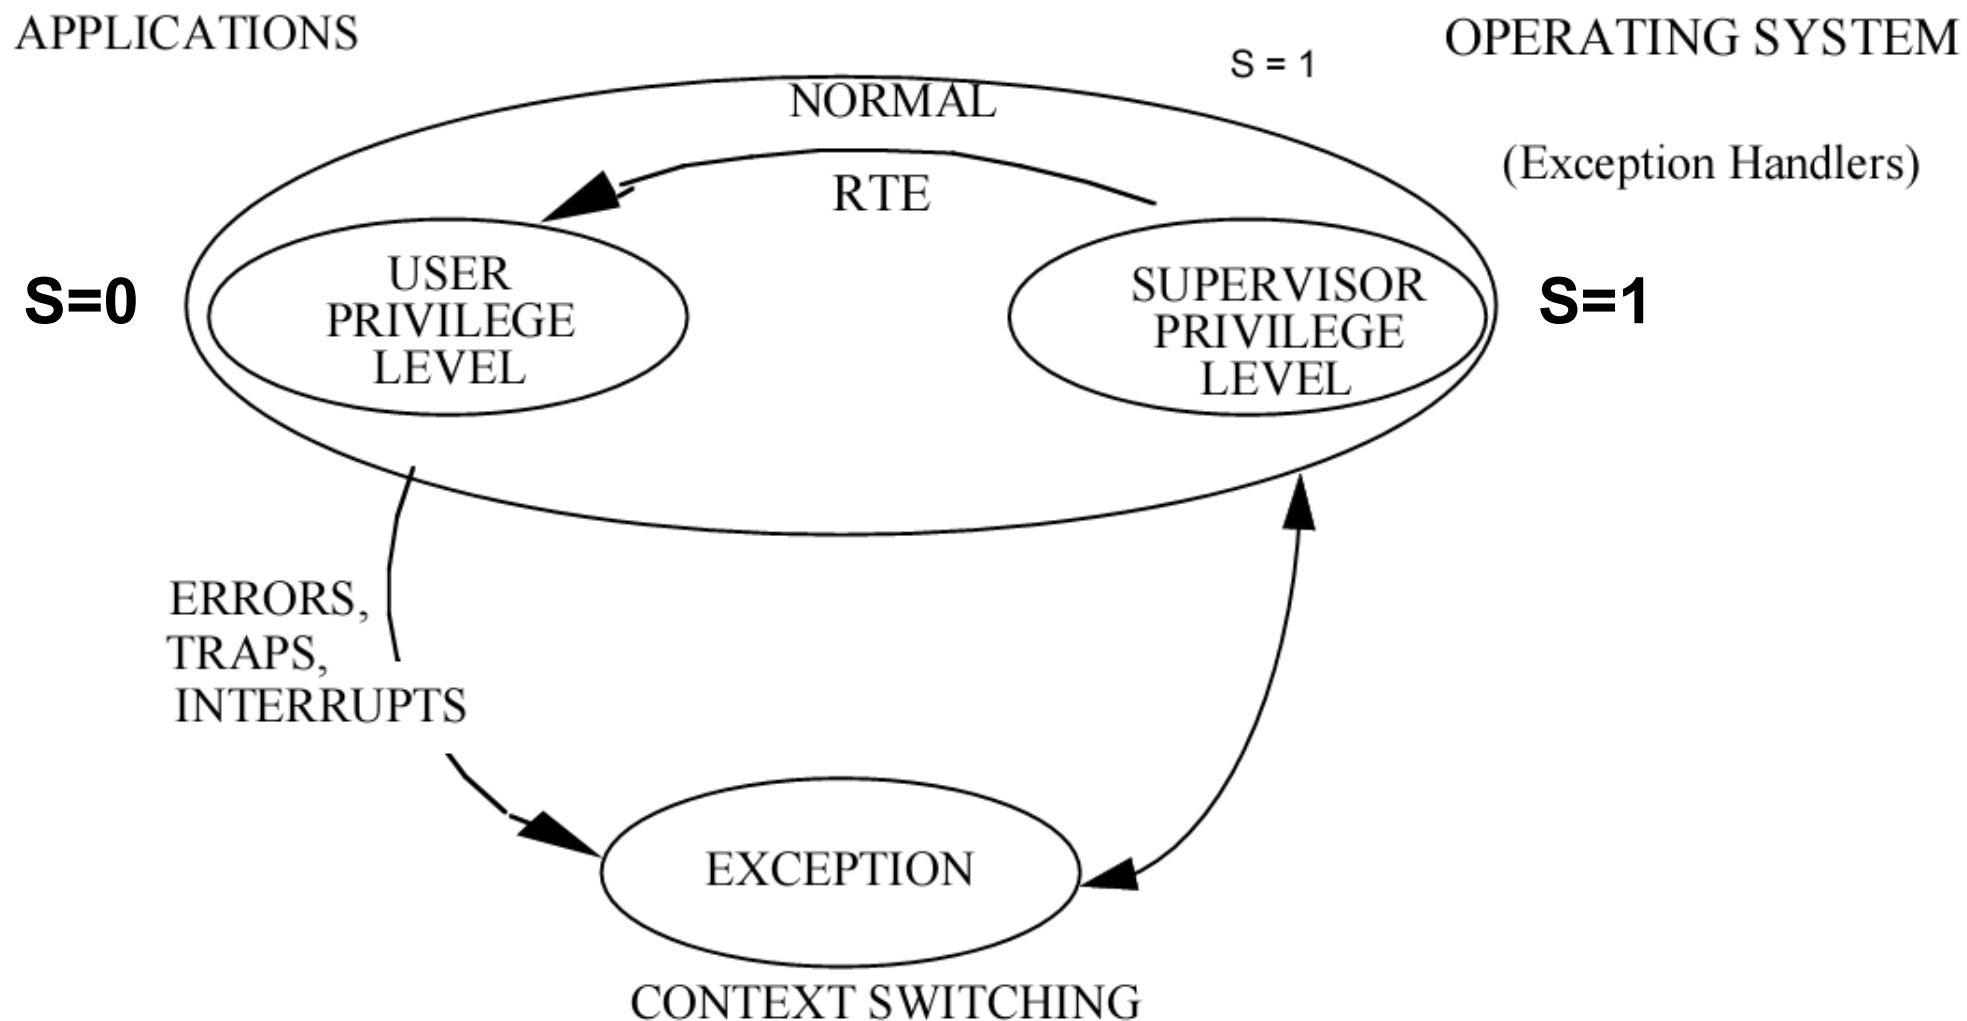 APPLICATIONS
OPERATING SYSTEM
S = 1
NORMAL
(Exception Handlers)
RTE
S=0
USER
PRIVILEGE
LEVEL
SUPERVISOR
PRIVILEGE
LEVEL
S=1
ERRORS,
TRAPS,
INTERRUPTS
EXCEPTION
CONTEXT SWITCHING